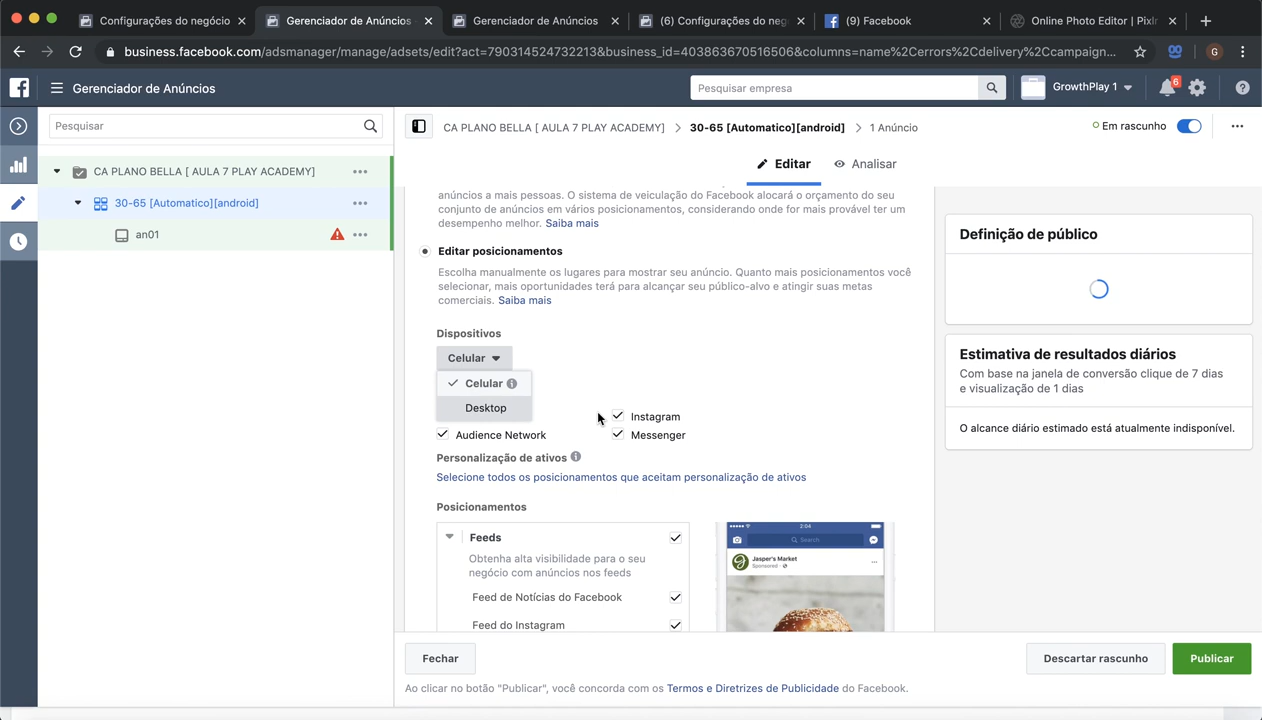 Configurações do negócio
Gerenciador de Anúncios
Gerenciador de Anúncios
(6) Configurações do neg
(9) Facebook
Online Photo Editor | Pixlr
business.facebook.com/adsmanager/manage/adsets/edit?act=790314524732213&business_id=403863670516506&columns=name%2Cerrors%2Cdelivery%2Ccampaign...
G
Gerenciador de Anúncios
Pesquisar empresa
GrowthPlay 1
6
Pesquisar
CA PLANO BELLA [ AULA 7 PLAY ACADEMY]
30-65 [Automatico][android]
1 Anúncio
Em rascunho
CA PLANO BELLA [ AULA 7 PLAY ACADEMY]
30-65 [Automatico][android]
an01
Editar
Analisar
anúncios a mais pessoas. O sistema de veiculação do Facebook alocará o orçamento do seu
conjunto de anúncios em vários posicionamentos, considerando onde for mais provável ter um
desempenho melhor. Saiba mais
Editar posicionamentos
Escolha manualmente os lugares para mostrar seu anúncio. Quanto mais posicionamentos você
selecionar, mais oportunidades terá para alcançar seu público-alvo e atingir suas metas
comerciais. Saiba mais
Dispositivos
Celular
Celular
Desktop
Instagram
Audience Network
Messenger
Personalização de ativos
Selecione todos os posicionamentos que aceitam personalização de ativos
Posicionamentos
Feeds
Obtenha alta visibilidade para o seu
negócio com anúncios nos feeds
Feed de Notícias do Facebook
Feed do Instagram
2:04
Search
Jasper's Market
Sponsored
Definição de público
Estimativa de resultados diários
Com base na janela de conversão clique de 7 dias
e visualização de 1 dias
O alcance diário estimado está atualmente indisponível.
Fechar
Descartar rascunho
Publicar
Ao clicar no botão "Publicar", você concorda com os Termos e Diretrizes de Publicidade do Facebook.